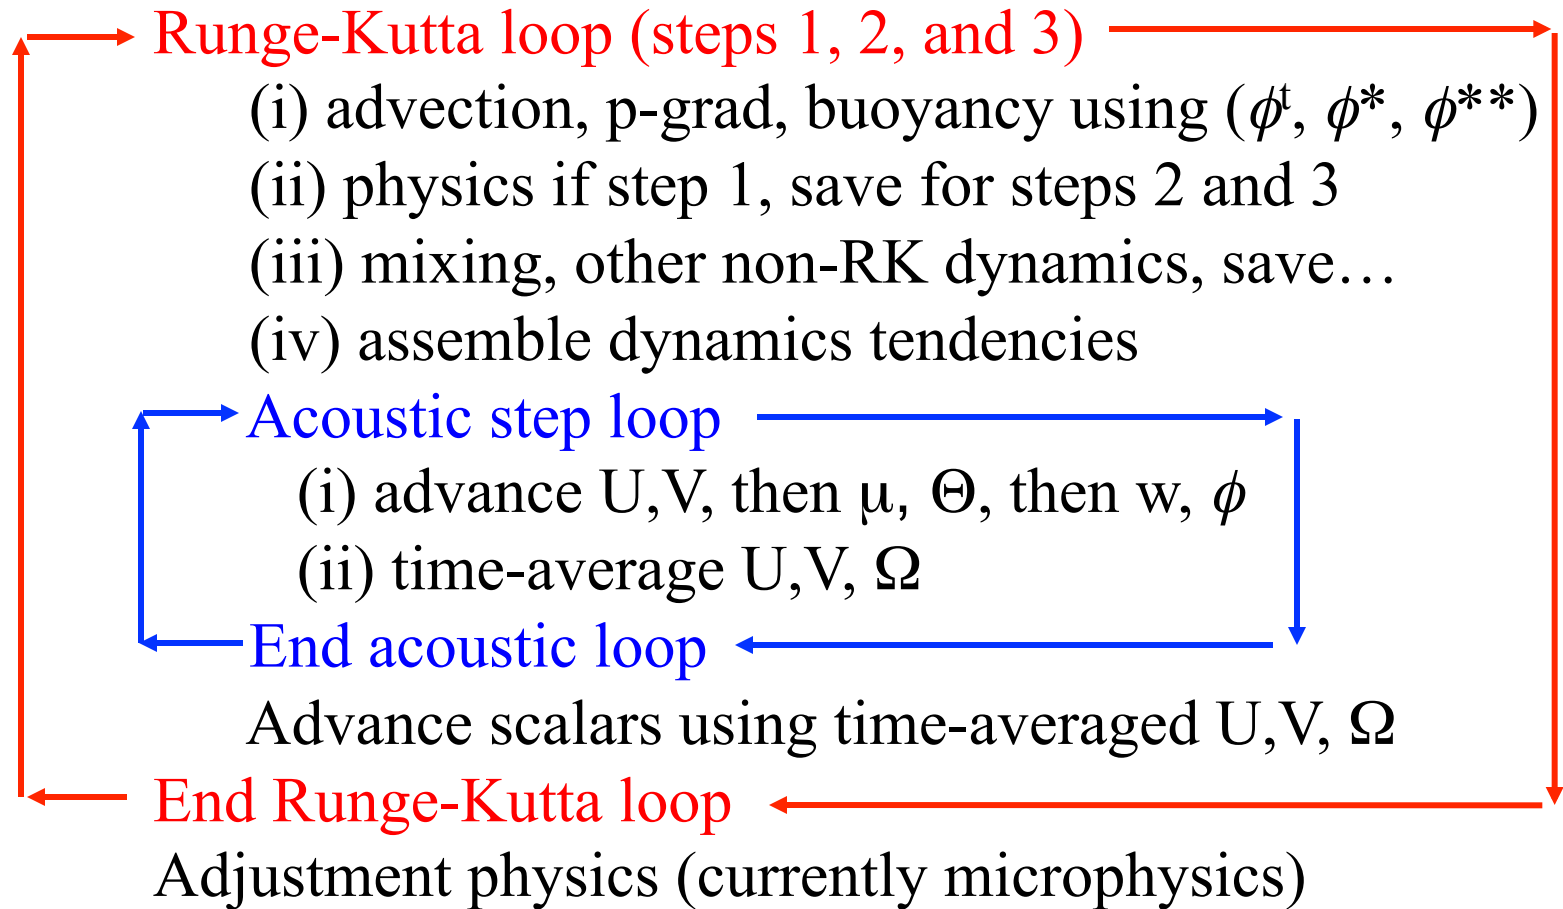 Runge-Kutta loop (steps 1, 2, and 3)
(i) advection, p-grad, buoyancy using (ϕᵗ, ϕ*, ϕ**)
(ii) physics if step 1, save for steps 2 and 3
(iii) mixing, other non-RK dynamics, save…
(iv) assemble dynamics tendencies
Acoustic step loop
(i) advance U,V, then μ, Θ, then w, ϕ
(ii) time-average U,V, Ω
End acoustic loop
Advance scalars using time-averaged U,V, Ω
End Runge-Kutta loop
Adjustment physics (currently microphysics)